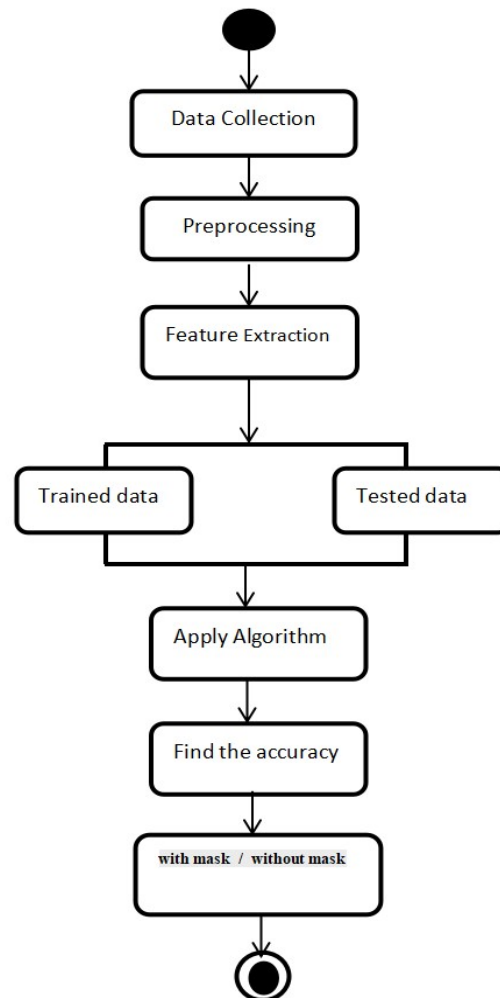 Data Collection
Preprocessing
Feature Extraction
Trained data
Tested data
Apply Algorithm
Find the accuracy
with mask / without mask